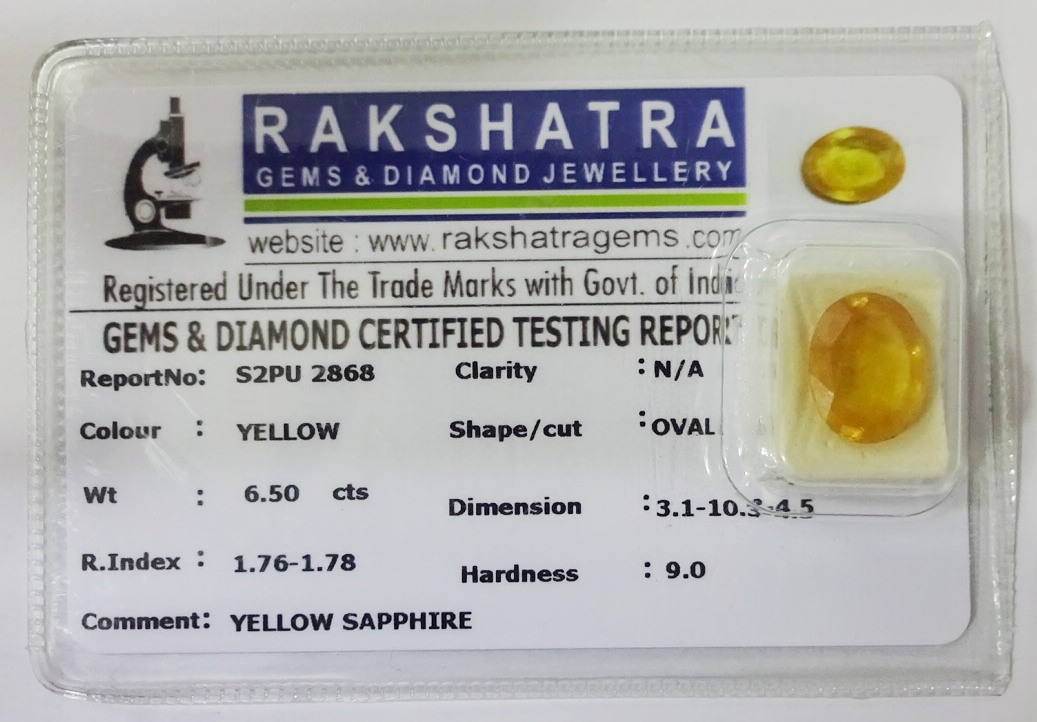 RAKSHATRA
GEMS & DIAMOND JEWELLERY
website : www.rakshatragems.com
Registered Under The Trade Marks with Govt. of India
GEMS & DIAMOND CERTIFIED TESTING REPORT
ReportNo: S2PU 2868
Clarity : N/A
Colour : YELLOW
Shape/cut : OVAL
Wt : 6.50 cts
Dimension : 3.1-10.3-4.5
R.Index : 1.76-1.78
Hardness : 9.0
Comment: YELLOW SAPPHIRE